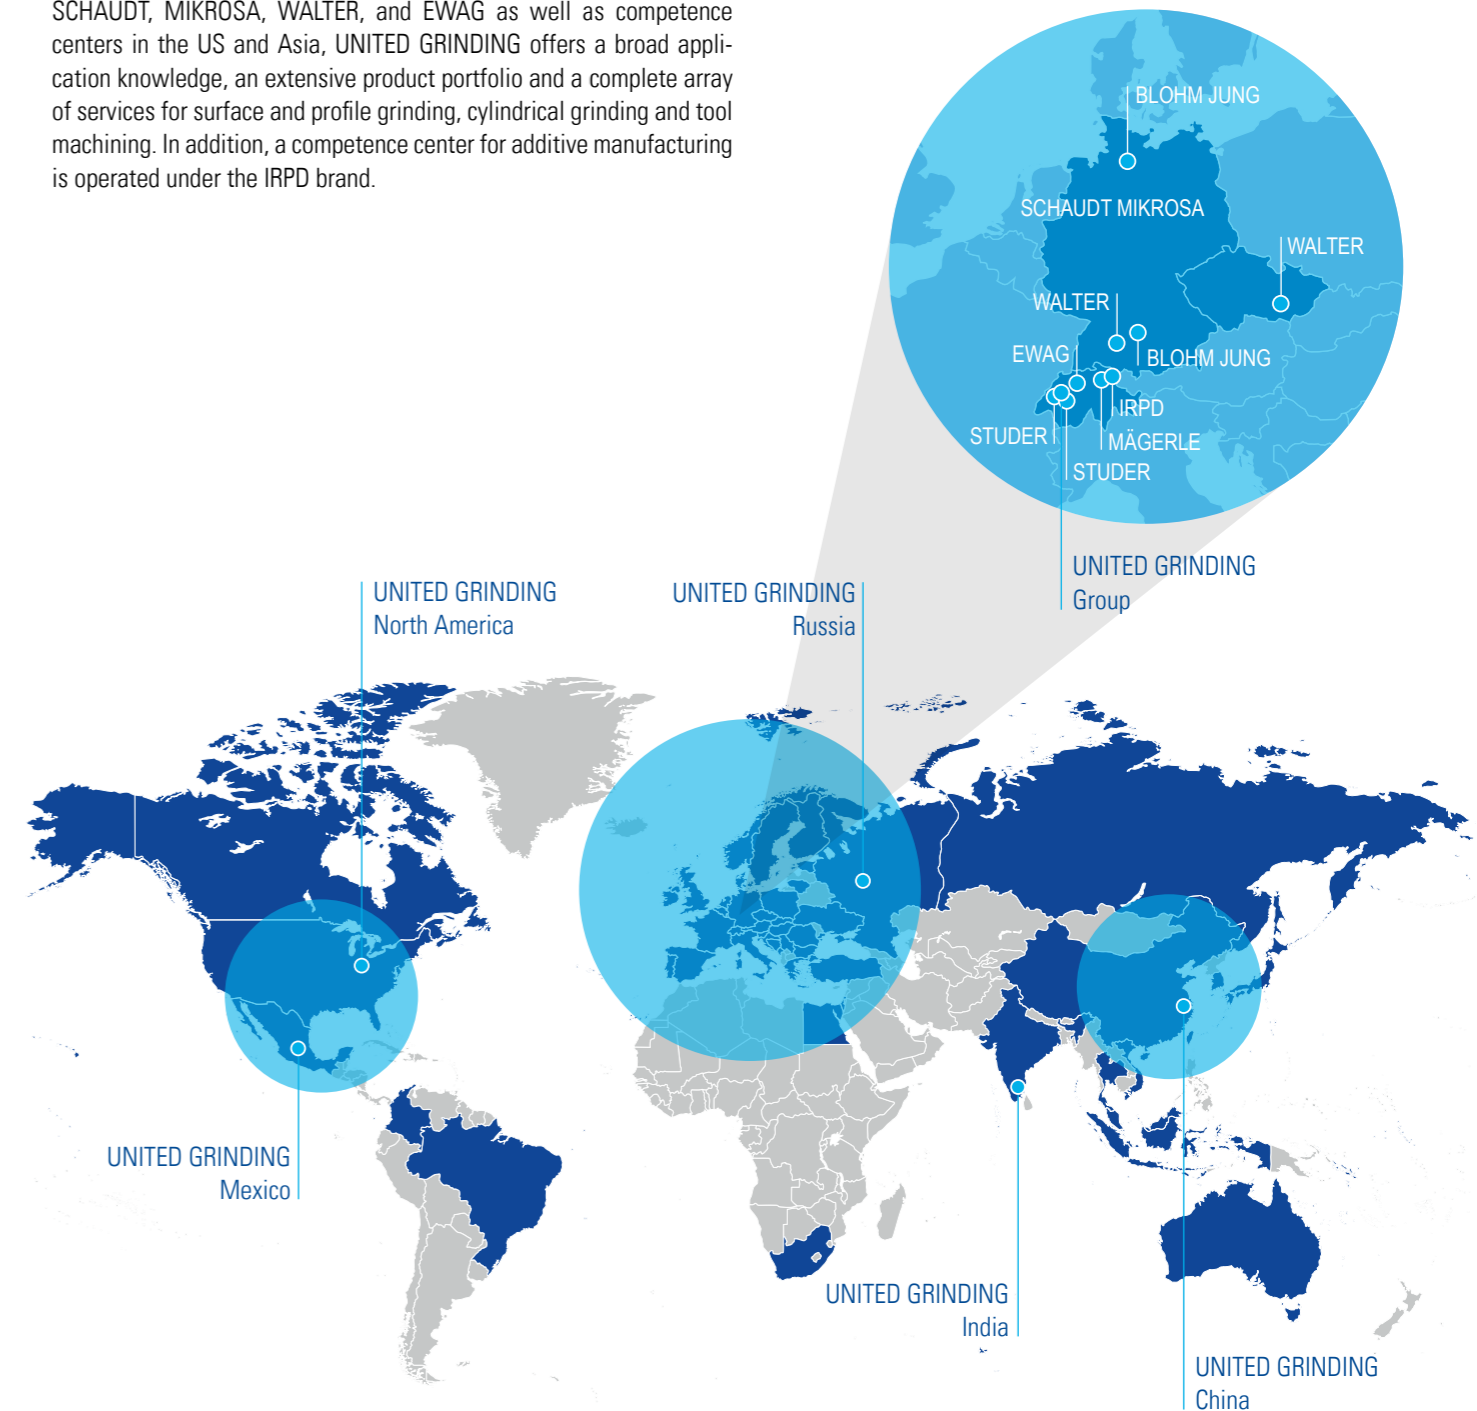 SCHAUDT, MIKROSA, WALTER, and EWAG as well as competence
centers in the US and Asia, UNITED GRINDING offers a broad appli-
cation knowledge, an extensive product portfolio and a complete array
of services for surface and profile grinding, cylindrical grinding and tool
machining. In addition, a competence center for additive manufacturing
is operated under the IRPD brand.
BLOHM JUNG
SCHAUDT MIKROSA
WALTER
WALTER
EWAG
BLOHM JUNG
IRPD
STUDER
MÄGERLE
STUDER
UNITED GRINDING
Group
UNITED GRINDING
North America
UNITED GRINDING
Russia
UNITED GRINDING
Mexico
UNITED GRINDING
India
UNITED GRINDING
China